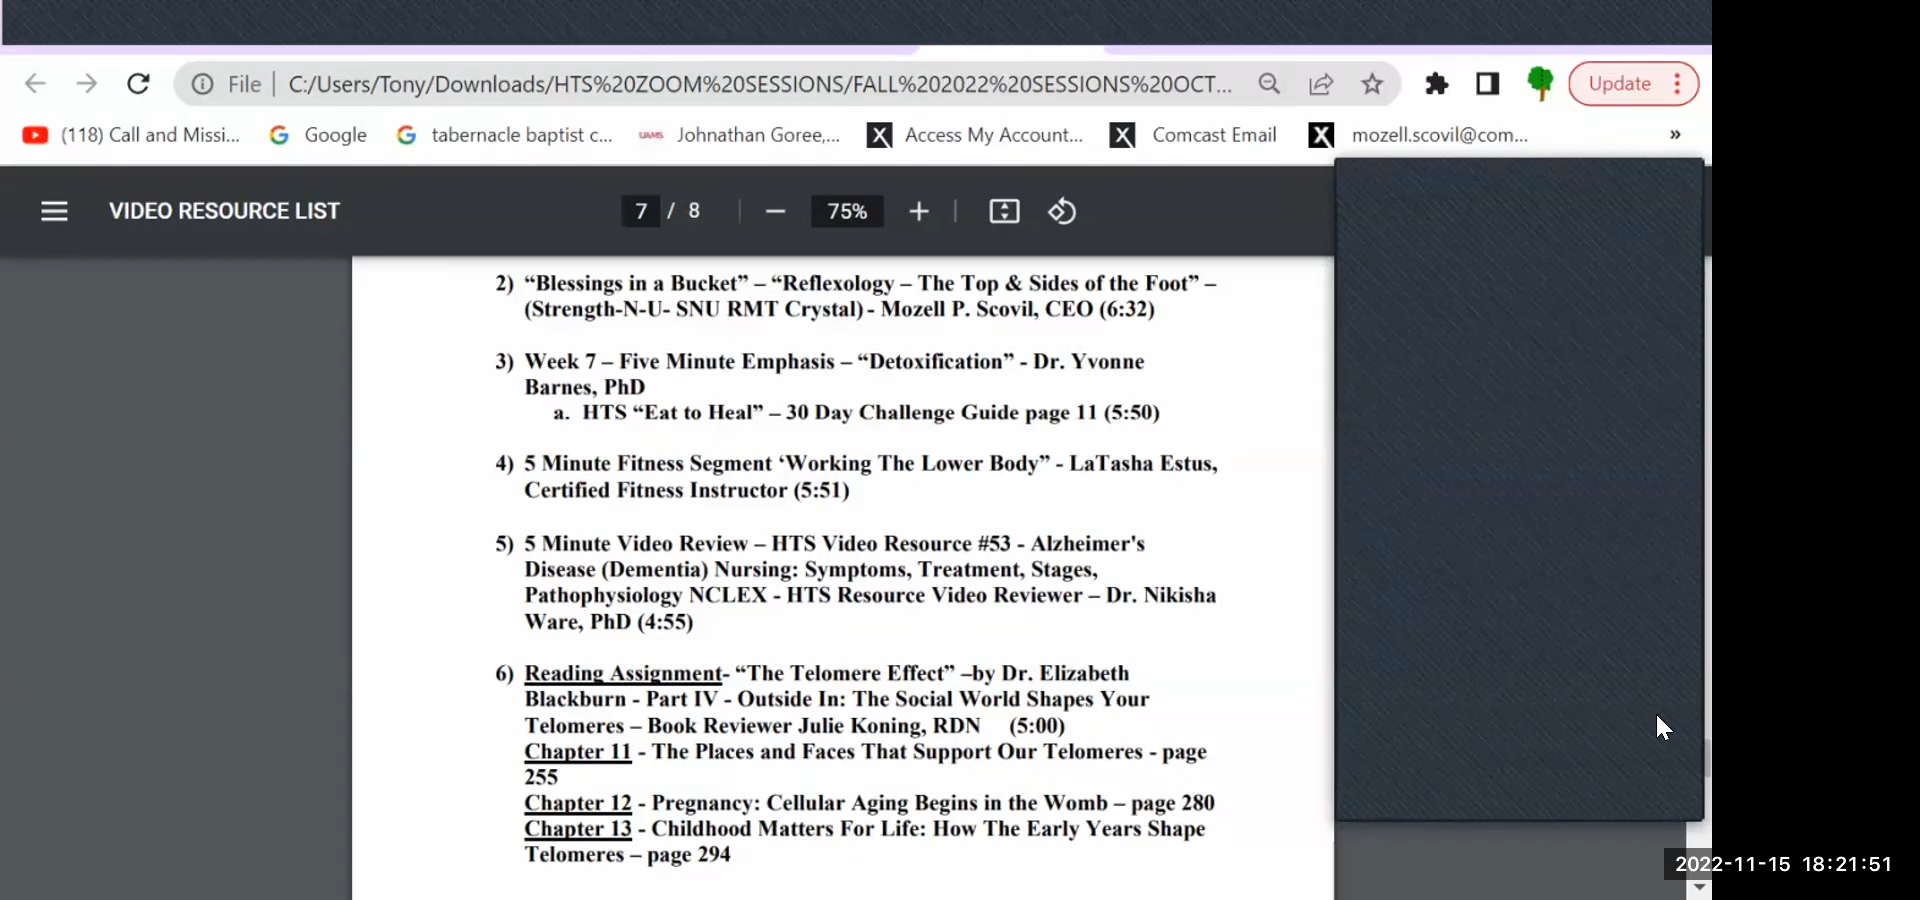 File
C:/Users/Tony/Downloads/HTS%20ZOOM%20SESSIONS/FALL%202022%20SESSIONS%20OCT...
Update
(118) Call and Missi...
Google
tabernacle baptist c...
UAMS
Johnathan Goree,...
X
Access My Account...
X
Comcast Email
X
mozell.scovil@com...
»
VIDEO RESOURCE LIST
7 / 8
75%
2) “Blessings in a Bucket” – “Reflexology – The Top & Sides of the Foot” –
(Strength-N-U- SNU RMT Crystal) - Mozell P. Scovil, CEO (6:32)
3) Week 7 – Five Minute Emphasis – “Detoxification” - Dr. Yvonne
Barnes, PhD
a. HTS “Eat to Heal” – 30 Day Challenge Guide page 11 (5:50)
4) 5 Minute Fitness Segment ‘Working The Lower Body” - LaTasha Estus,
Certified Fitness Instructor (5:51)
5) 5 Minute Video Review – HTS Video Resource #53 - Alzheimer's
Disease (Dementia) Nursing: Symptoms, Treatment, Stages,
Pathophysiology NCLEX - HTS Resource Video Reviewer – Dr. Nikisha
Ware, PhD (4:55)
6) Reading Assignment- “The Telomere Effect” –by Dr. Elizabeth
Blackburn - Part IV - Outside In: The Social World Shapes Your
Telomeres – Book Reviewer Julie Koning, RDN (5:00)
Chapter 11 - The Places and Faces That Support Our Telomeres - page
255
Chapter 12 - Pregnancy: Cellular Aging Begins in the Womb – page 280
Chapter 13 - Childhood Matters For Life: How The Early Years Shape
Telomeres – page 294
2022-11-15 18:21:51